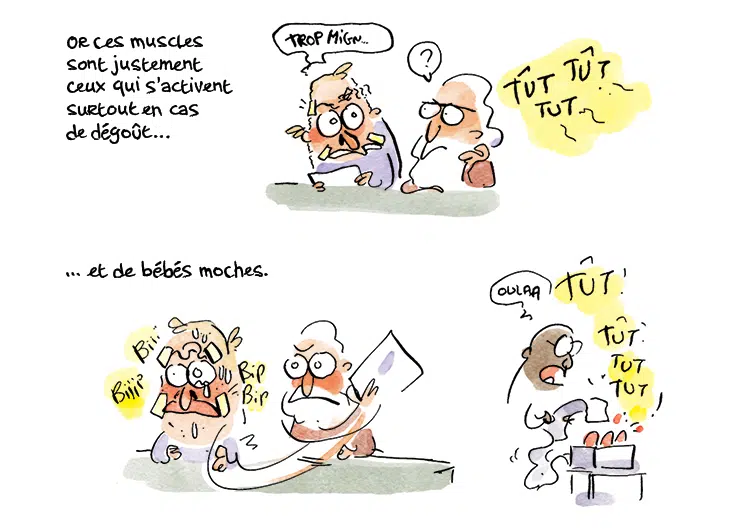 Or ces muscles
sont justement
ceux qui s'activent
surtout en cas
de dégoût...
TROP MIGN...
?
TÛT TÛT
TUT
... et de bébés moches.
Biii
Biiip
Bip
Bip
OULAA
TÛT!
TÛT!
TUT
TUT!